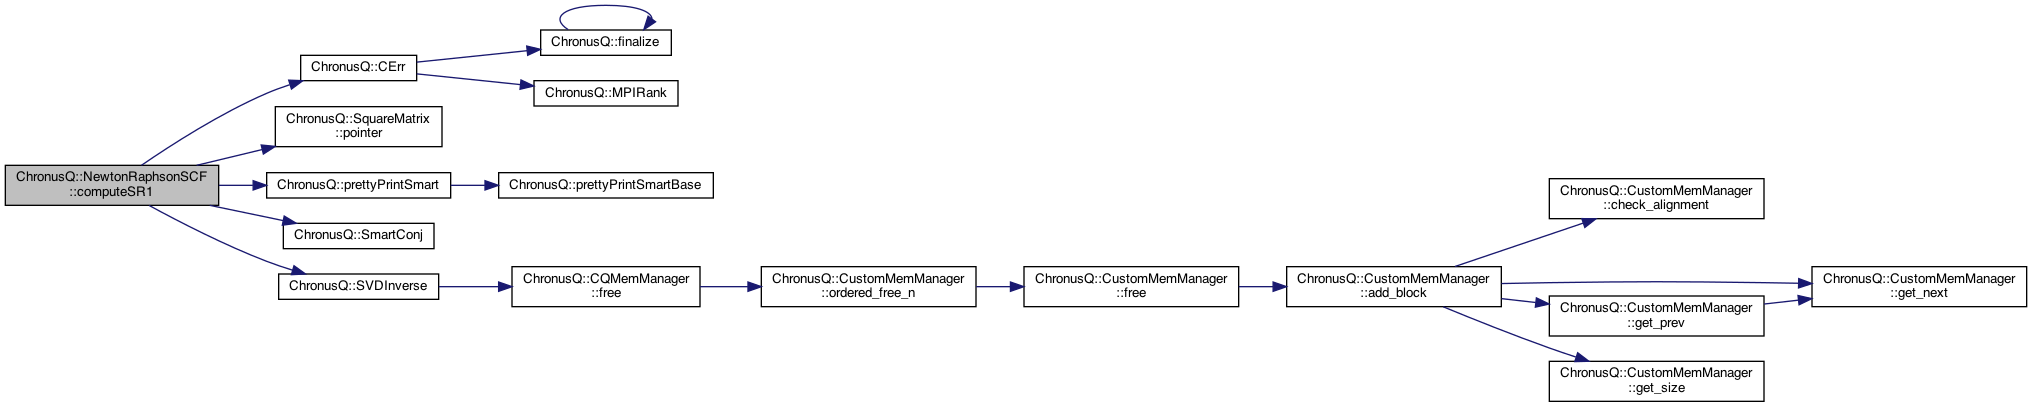 ChronusQ::NewtonRaphsonSCF
::computeSR1
ChronusQ::CErr
ChronusQ::finalize
ChronusQ::MPIRank
ChronusQ::SquareMatrix
::pointer
ChronusQ::prettyPrintSmart
ChronusQ::prettyPrintSmartBase
ChronusQ::SmartConj
ChronusQ::SVDInverse
ChronusQ::CQMemManager
::free
ChronusQ::CustomMemManager
::ordered_free_n
ChronusQ::CustomMemManager
::free
ChronusQ::CustomMemManager
::add_block
ChronusQ::CustomMemManager
::check_alignment
ChronusQ::CustomMemManager
::get_next
ChronusQ::CustomMemManager
::get_prev
ChronusQ::CustomMemManager
::get_size